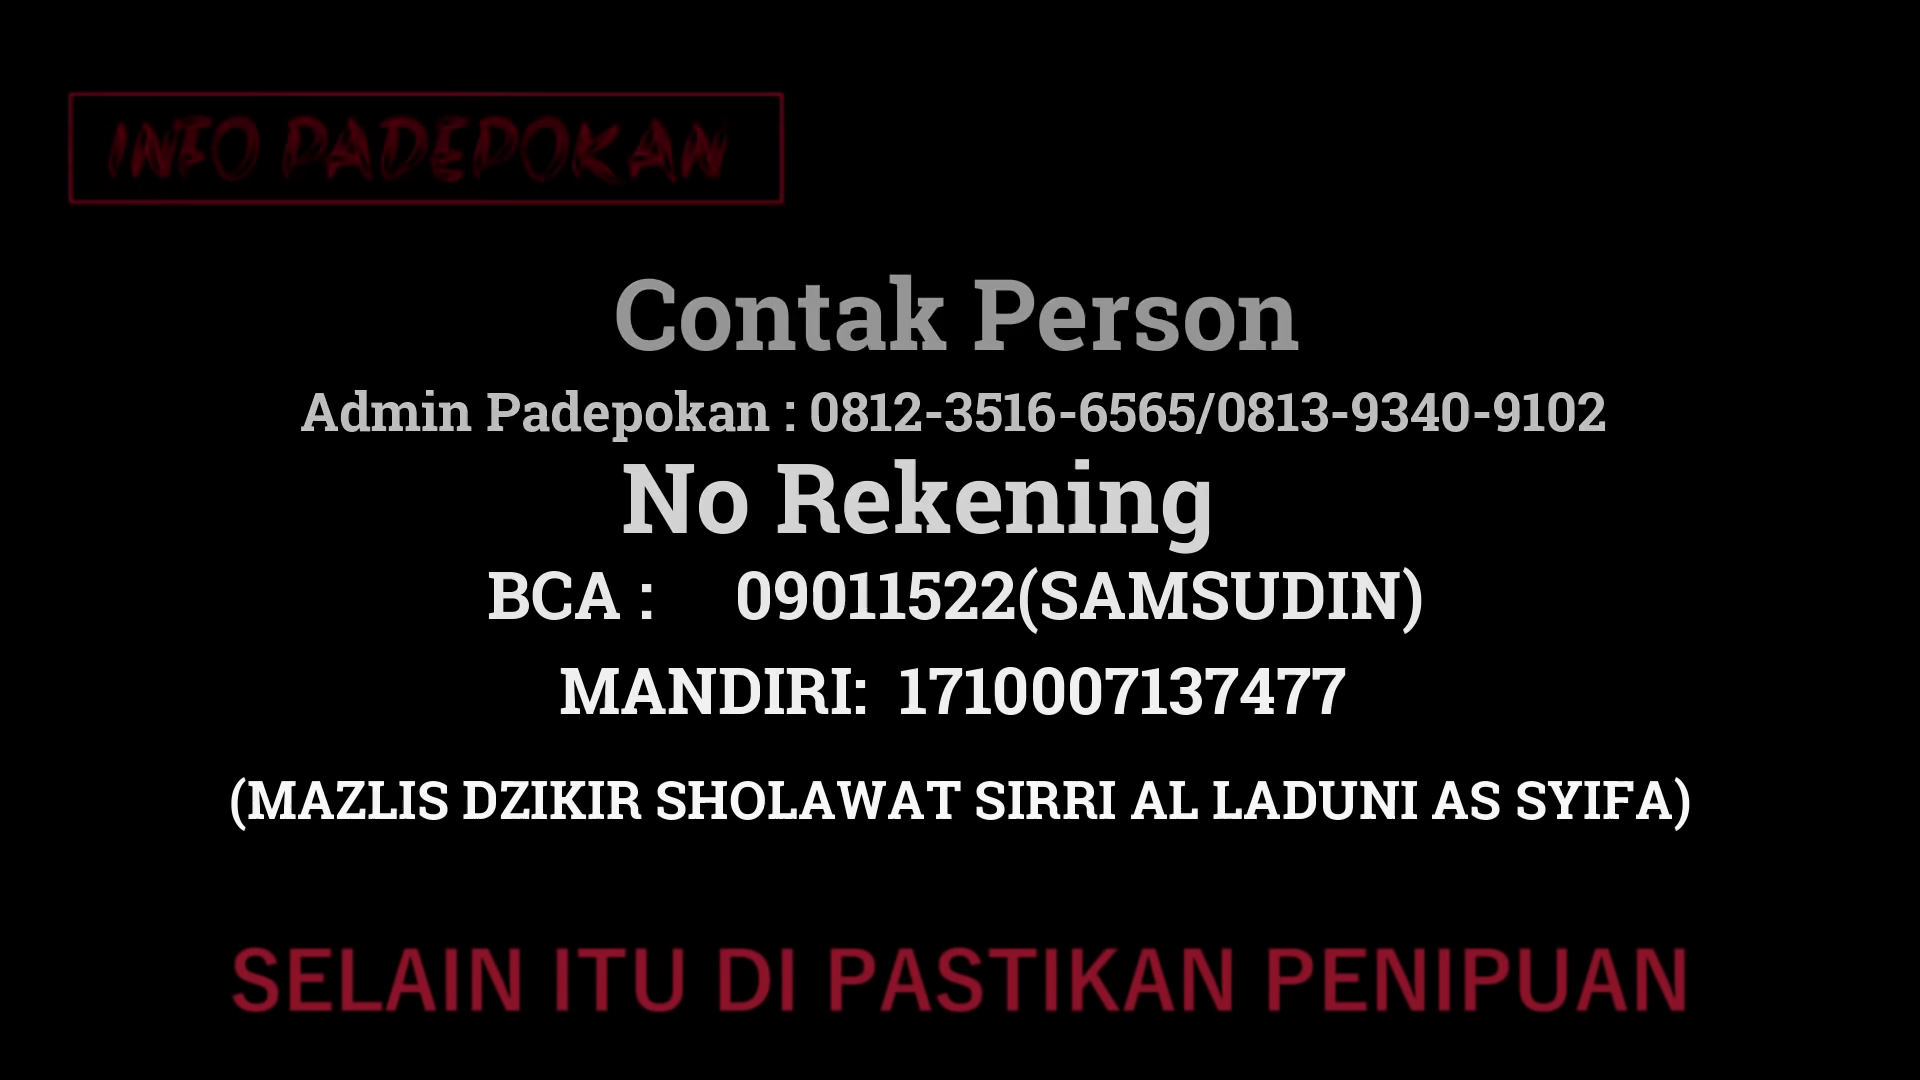 INFO PADEPOKAN
Contak Person
Admin Padepokan : 0812-3516-6565/0813-9340-9102
No Rekening
BCA : 09011522(SAMSUDIN)
MANDIRI: 1710007137477
(MAZLIS DZIKIR SHOLAWAT SIRRI AL LADUNI AS SYIFA)
SELAIN ITU DI PASTIKAN PENIPUAN